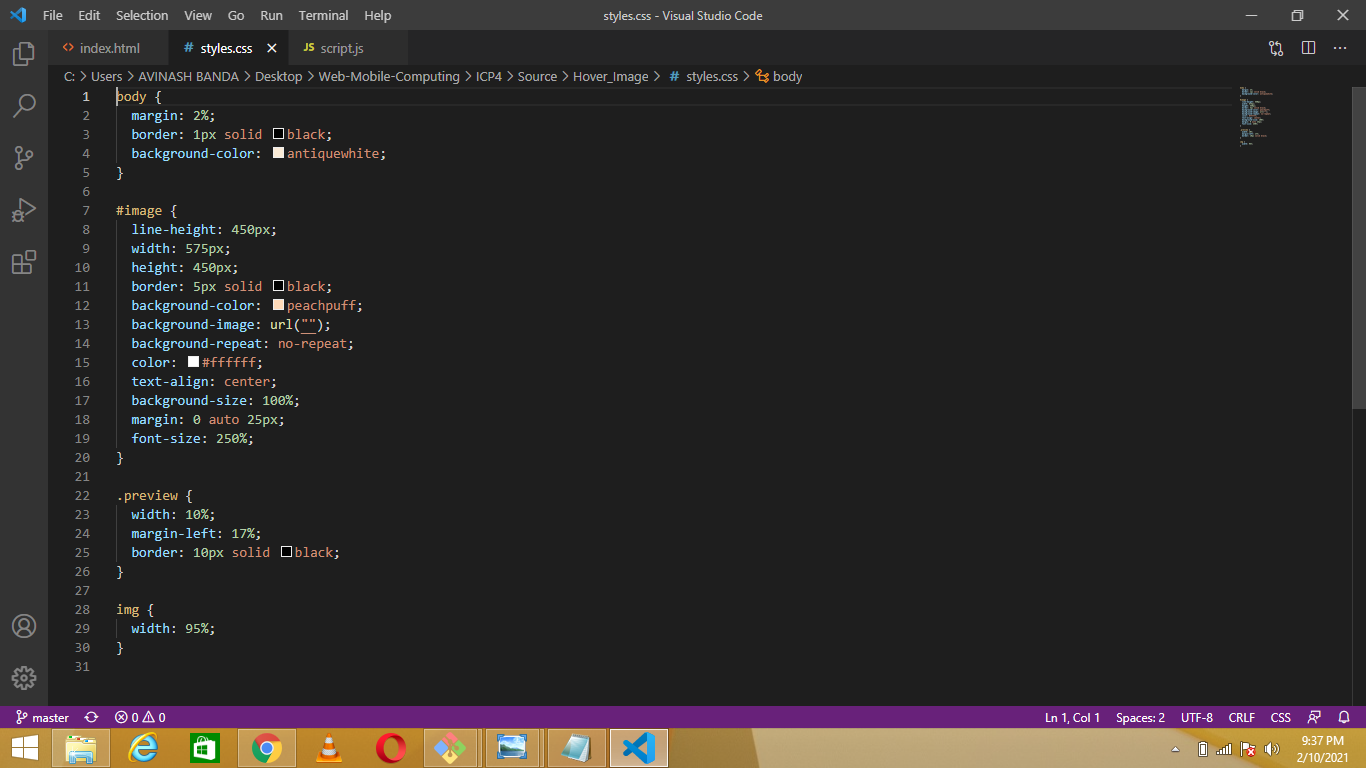 File Edit Selection View Go Run Terminal Help styles.css - Visual Studio Code
index.html # styles.css JS script.js
C: > Users > AVINASH BANDA > Desktop > Web-Mobile-Computing > ICP4 > Source > Hover_Image > # styles.css > body
1 body {
2   margin: 2%;
3   border: 1px solid black;
4   background-color: antiquewhite;
5 }
6
7 #image {
8   line-height: 450px;
9   width: 575px;
10   height: 450px;
11   border: 5px solid black;
12   background-color: peachpuff;
13   background-image: url("");
14   background-repeat: no-repeat;
15   color: #ffffff;
16   text-align: center;
17   background-size: 100%;
18   margin: 0 auto 25px;
19   font-size: 250%;
20 }
21
22 .preview {
23   width: 10%;
24   margin-left: 17%;
25   border: 10px solid black;
26 }
27
28 img {
29   width: 95%;
30 }
31
master 0 0 Ln 1, Col 1 Spaces: 2 UTF-8 CRLF CSS
9:37 PM
2/10/2021